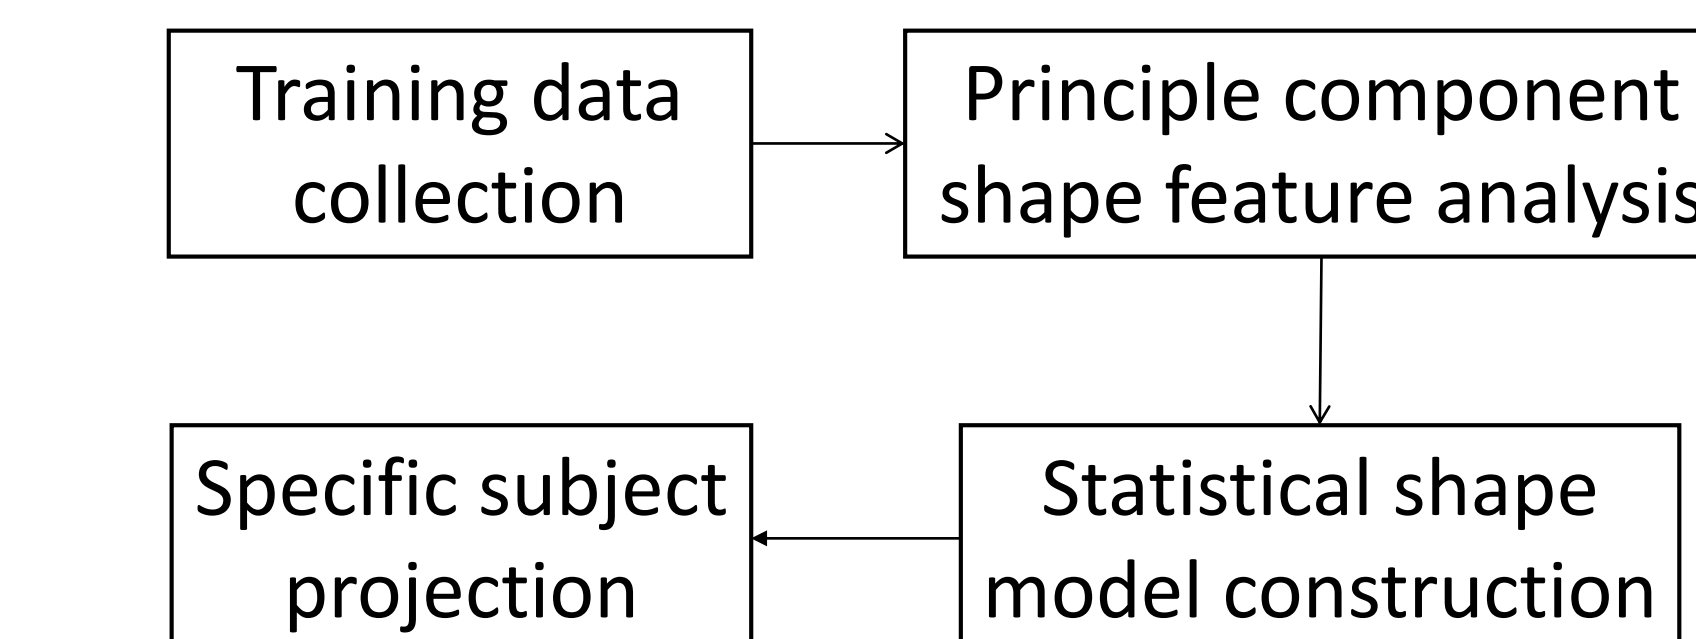 Training data
collection
Principle component
shape feature analysis
Specific subject
projection
Statistical shape
model construction